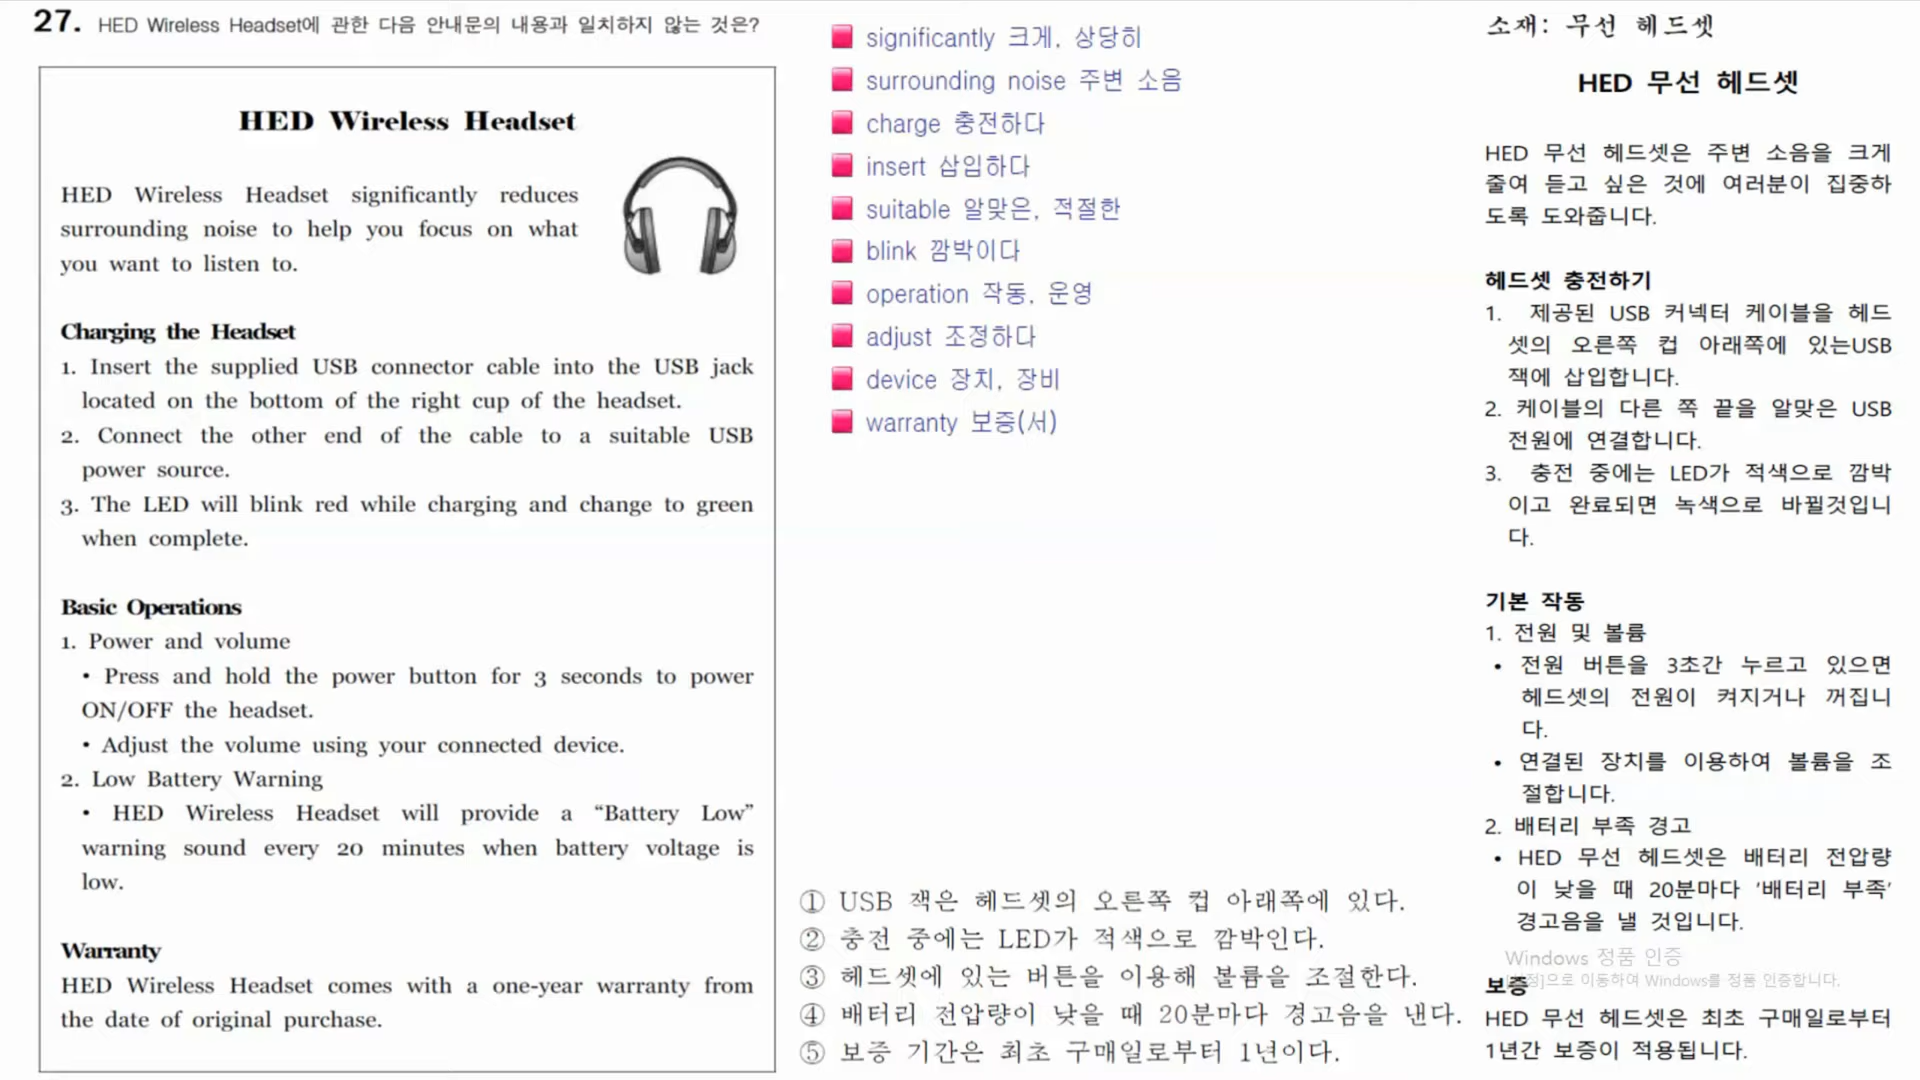 27. HED Wireless Headset에 관한 다음 안내문의 내용과 일치하지 않는 것은?
HED Wireless Headset
HED Wireless Headset significantly reduces
surrounding noise to help you focus on what
you want to listen to.
Charging the Headset
1. Insert the supplied USB connector cable into the USB jack
located on the bottom of the right cup of the headset.
2. Connect the other end of the cable to a suitable USB
power source.
3. The LED will blink red while charging and change to green
when complete.
Basic Operations
1. Power and volume
• Press and hold the power button for 3 seconds to power
ON/OFF the headset.
• Adjust the volume using your connected device.
2. Low Battery Warning
• HED Wireless Headset will provide a “Battery Low”
warning sound every 20 minutes when battery voltage is
low.
Warranty
HED Wireless Headset comes with a one-year warranty from
the date of original purchase.
significantly 크게, 상당히
surrounding noise 주변 소음
charge 충전하다
insert 삽입하다
suitable 알맞은, 적절한
blink 깜박이다
operation 작동, 운영
adjust 조정하다
device 장치, 장비
warranty 보증(서)
① USB 잭은 헤드셋의 오른쪽 컵 아래쪽에 있다.
② 충전 중에는 LED가 적색으로 깜박인다.
③ 헤드셋에 있는 버튼을 이용해 볼륨을 조절한다.
④ 배터리 전압량이 낮을 때 20분마다 경고음을 낸다.
⑤ 보증 기간은 최초 구매일로부터 1년이다.
소재: 무선 헤드셋
HED 무선 헤드셋
HED 무선 헤드셋은 주변 소음을 크게
줄여 듣고 싶은 것에 여러분이 집중하
도록 도와줍니다.
헤드셋 충전하기
1. 제공된 USB 커넥터 케이블을 헤드
셋의 오른쪽 컵 아래쪽에 있는USB
잭에 삽입합니다.
2. 케이블의 다른 쪽 끝을 알맞은 USB
전원에 연결합니다.
3. 충전 중에는 LED가 적색으로 깜박
이고 완료되면 녹색으로 바뀔것입니
다.
기본 작동
1. 전원 및 볼륨
• 전원 버튼을 3초간 누르고 있으면
헤드셋의 전원이 켜지거나 꺼집니
다.
• 연결된 장치를 이용하여 볼륨을 조
절합니다.
2. 배터리 부족 경고
• HED 무선 헤드셋은 배터리 전압량
이 낮을 때 20분마다 '배터리 부족'
경고음을 낼 것입니다.
Windows 정품 인증
으로 이동하여 Windows를 정품 인증합니다.
보증
HED 무선 헤드셋은 최초 구매일로부터
1년간 보증이 적용됩니다.